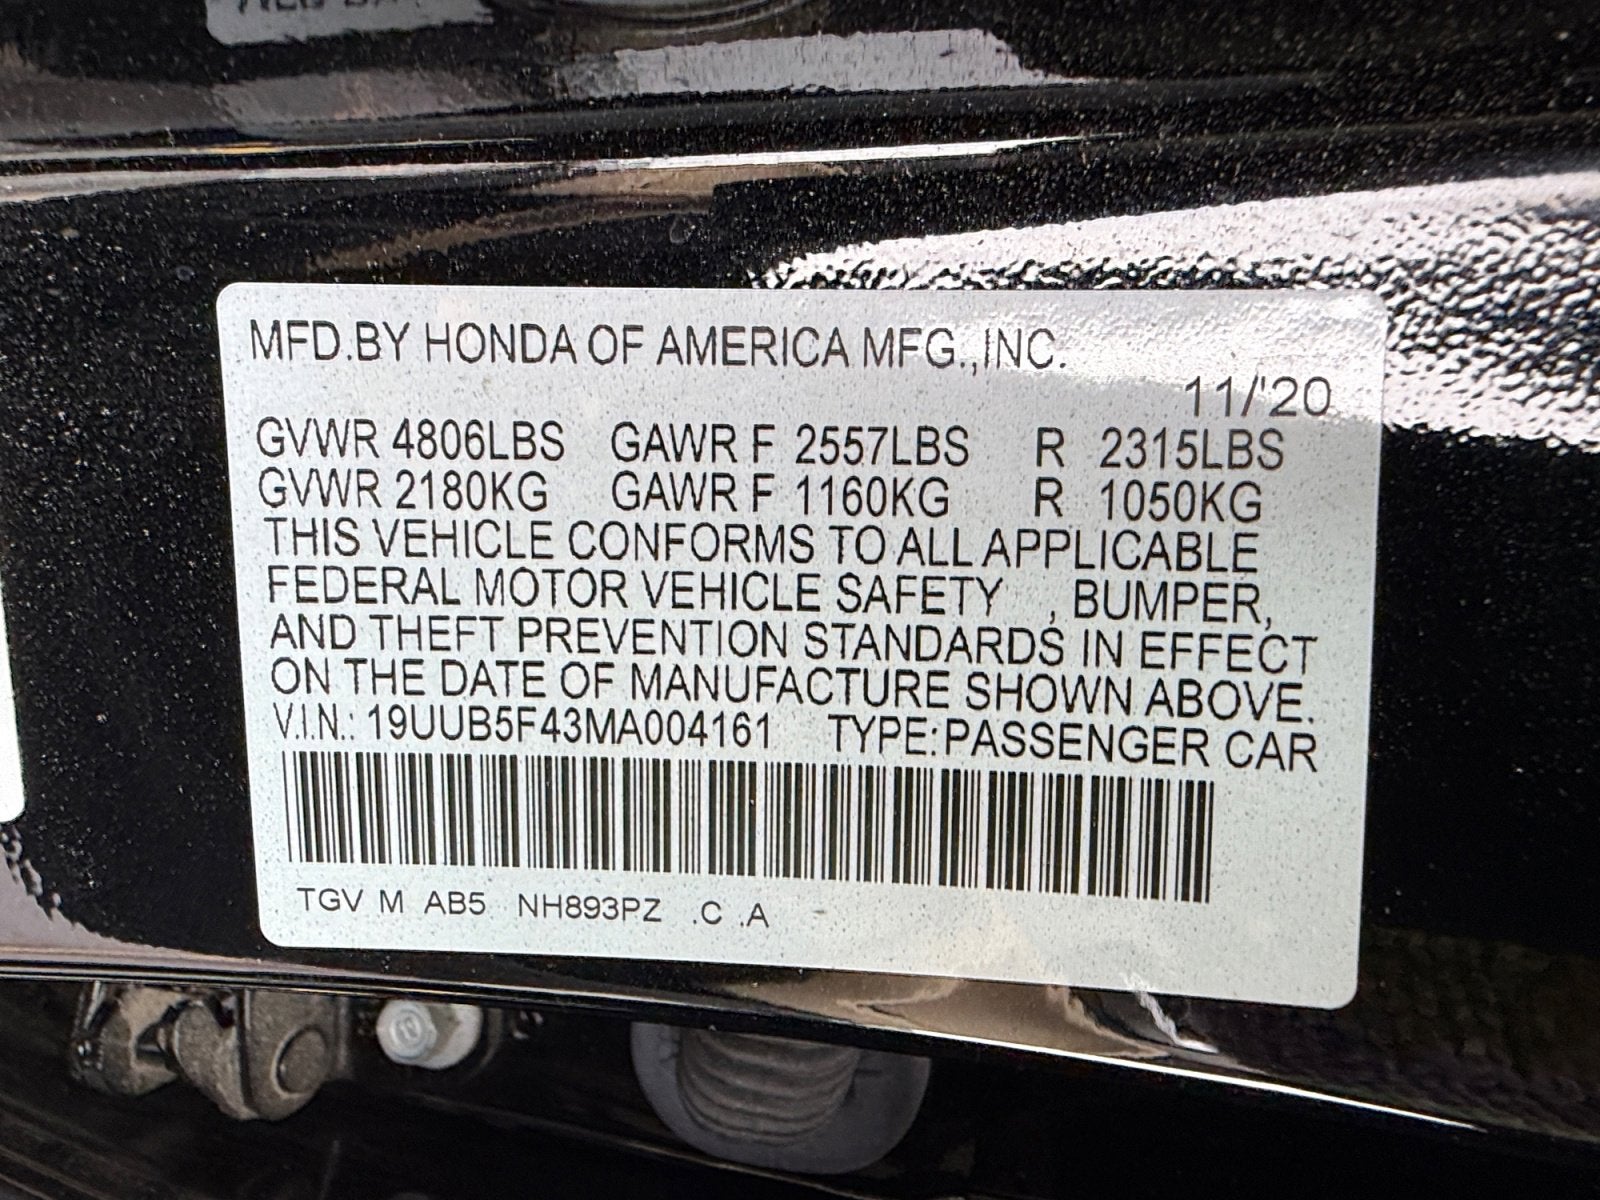 MFD.BY HONDA OF AMERICA MFG.,INC.
11/'20
GVWR 4806LBS GAWR F 2557LBS R 2315LBS
GVWR 2180KG GAWR F 1160KG R 1050KG
THIS VEHICLE CONFORMS TO ALL APPLICABLE
FEDERAL MOTOR VEHICLE SAFETY , BUMPER,
AND THEFT PREVENTION STANDARDS IN EFFECT
ON THE DATE OF MANUFACTURE SHOWN ABOVE.
V.I.N.: 19UUB5F43MA004161 TYPE:PASSENGER CAR
TGV M AB5 NH893PZ .C .A